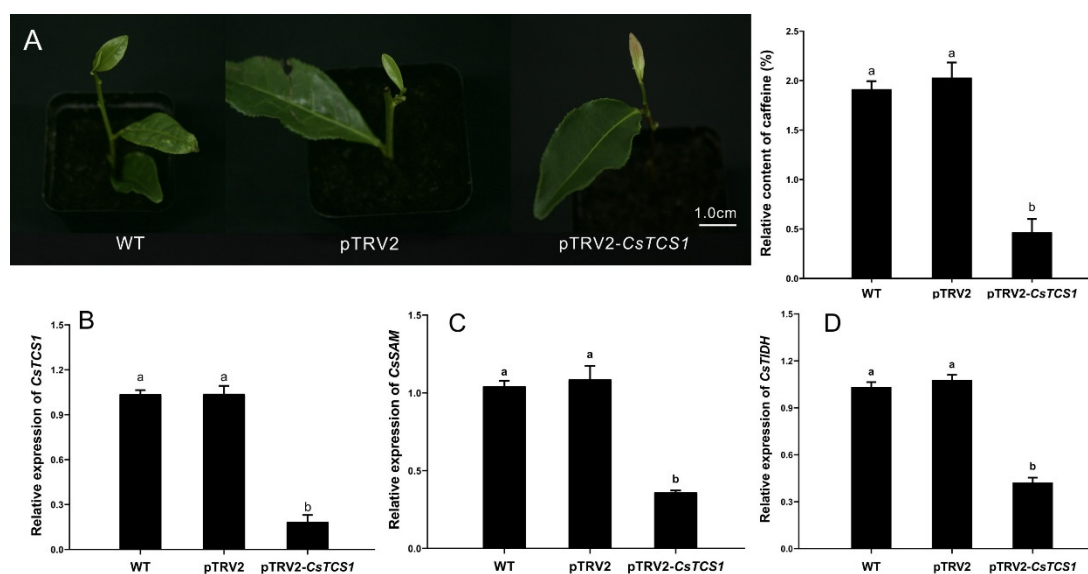 A
WT
pTRV2
pTRV2-CsTCS1
1.0cm
Relative content of caffeine (%)
2.5
2.0
1.5
1.0
0.5
0.0
a
a
b
WT
pTRV2
pTRV2-CsTCS1
B
Relative expression of CsTCS1
1.5
1.2
0.9
0.6
0.3
0.0
a
a
b
WT
pTRV2
pTRV2-CsTCS1
C
Relative expression of CsSAM
1.5
1.0
0.5
0.0
a
a
b
WT
pTRV2
pTRV2-CsTCS1
D
Relative expression of CsTIDH
1.5
1.2
0.9
0.6
0.3
0.0
a
a
b
WT
pTRV2
pTRV2-CsTCS1